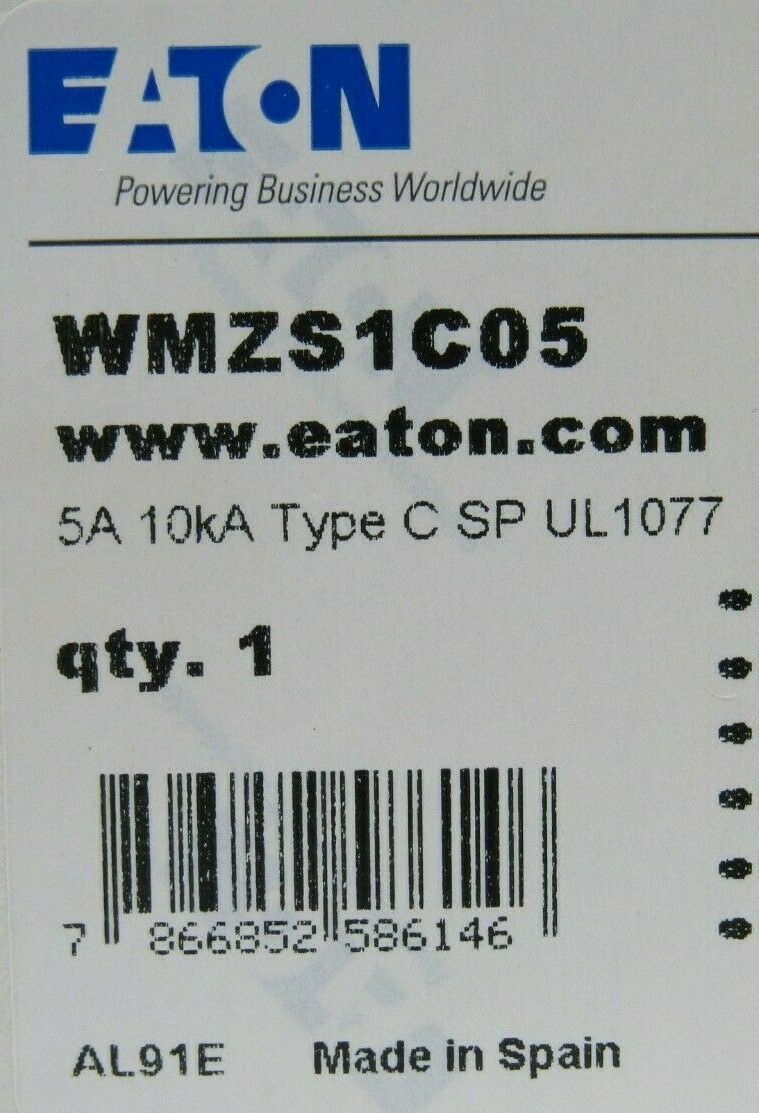 EATON
Powering Business Worldwide
WMZS1C05
www.eaton.com
5A 10kA Type C SP UL1077
qty. 1
7 866852 586146
AL91E Made in Spain